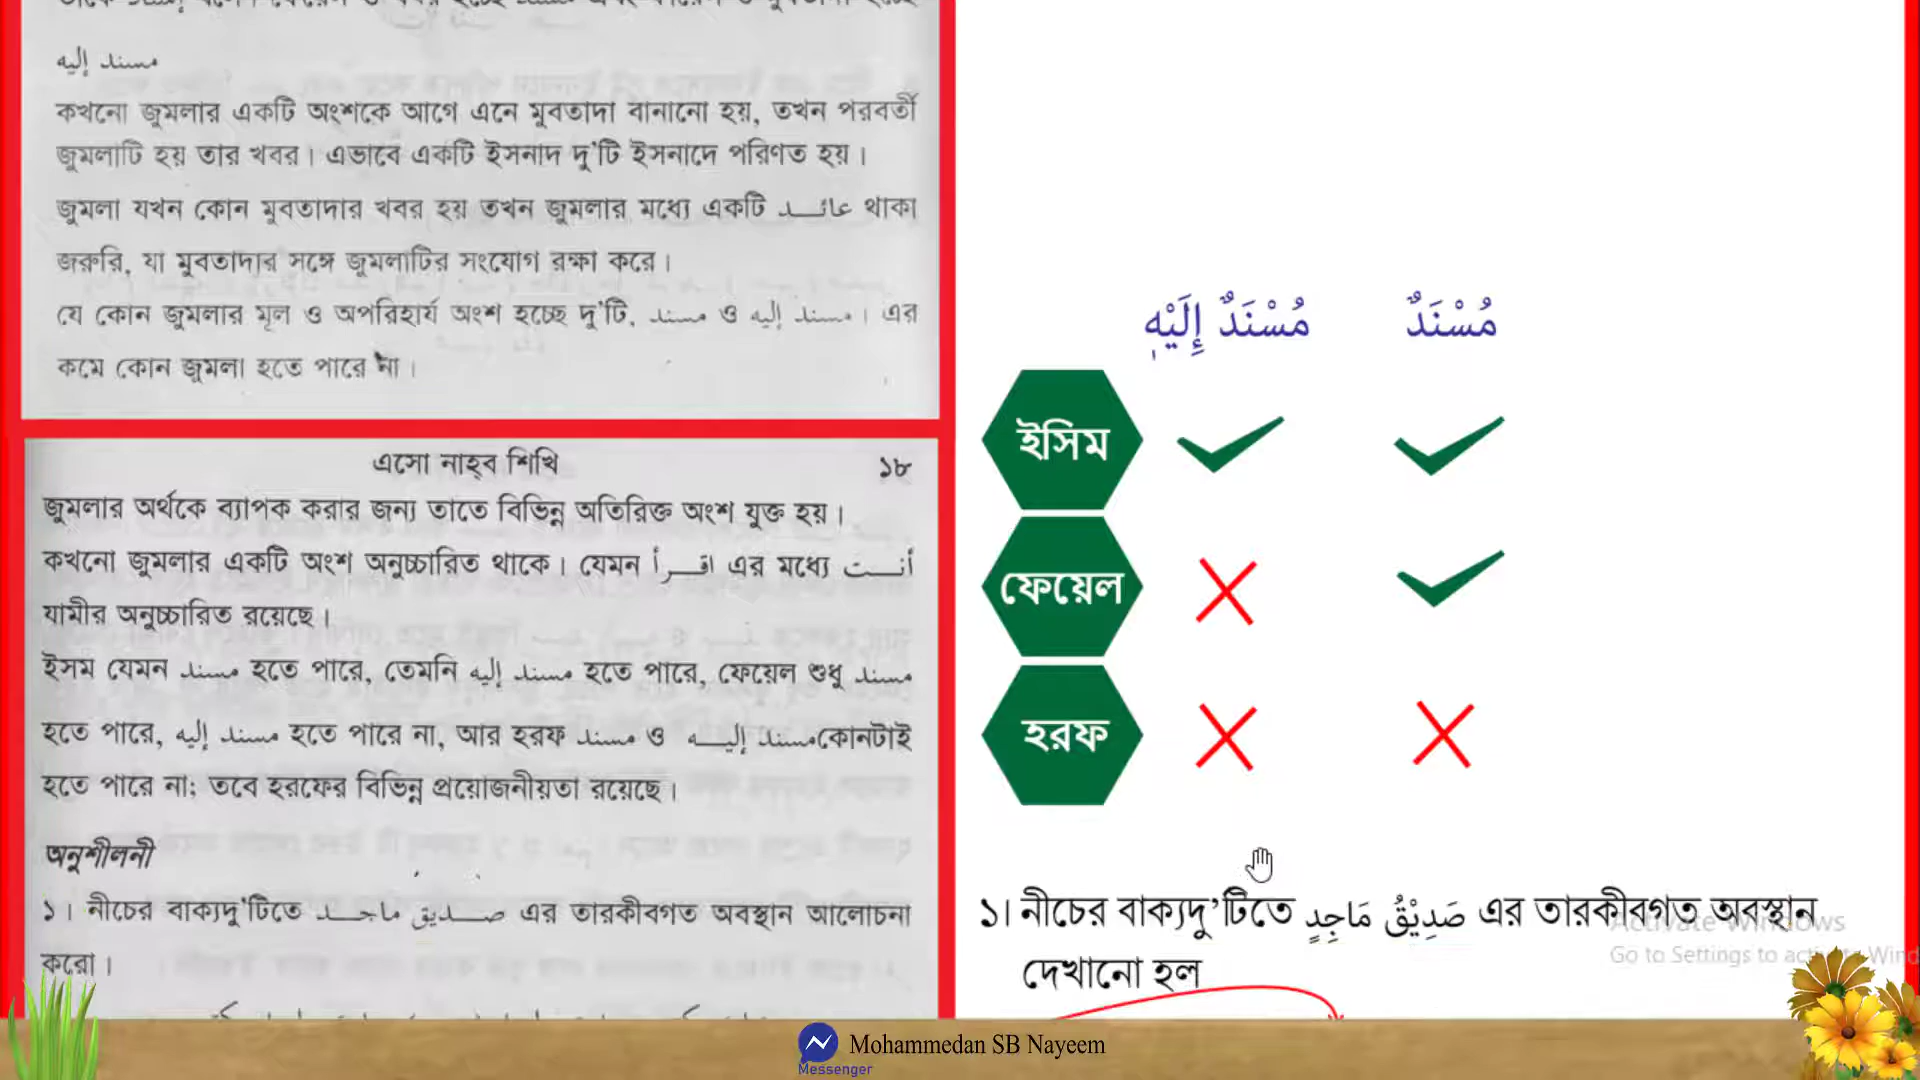 مسند إليه
কখনো জুমলার একটি অংশকে আগে এনে মুবতাদা বানানো হয়, তখন পরবর্তী
জুমলাটি হয় তার খবর। এভাবে একটি ইসনাদ দু'টি ইসনাদে পরিণত হয়।
জুমলা যখন কোন মুবতাদার খবর হয় তখন জুমলার মধ্যে একটি عائد থাকা
জরুরি, যা মুবতাদার সঙ্গে জুমলাটির সংযোগ রক্ষা করে।
যে কোন জুমলার মূল ও অপরিহার্য অংশ হচ্ছে দু'টি, مسند ও مسند إليه। এর
কমে কোন জুমলা হতে পারে না।
এসো নাহ্‌ব শিখি ১৮
জুমলার অর্থকে ব্যাপক করার জন্য তাতে বিভিন্ন অতিরিক্ত অংশ যুক্ত হয়।
কখনো জুমলার একটি অংশ অনুচ্চারিত থাকে। যেমন اقرأ এর মধ্যে أنت
যামীর অনুচ্চারিত রয়েছে।
ইসম যেমন مسند হতে পারে, তেমনি مسند إليه হতে পারে, ফেয়েল শুধু مسند
হতে পারে, مسند إليه হতে পারে না, আর হরফ مسند ও مسند إليه কোনটাই
হতে পারে না; তবে হরফের বিভিন্ন প্রয়োজনীয়তা রয়েছে।
অনুশীলনী
১। নীচের বাক্যদু'টিতে صديق ماجد এর তারকীবগত অবস্থান আলোচনা
করো।
مُسْنَدٌ إِلَيْهِ مُسْنَدٌ
ইসিম
ফেয়েল
হরফ
১। নীচের বাক্যদু’টিতে صَدِيْقُ مَاجِدٍ এর তারকীবগত অবস্থান
দেখানো হল
Activate Windows
Go to Settings to activate Wind
Mohammedan SB Nayeem
Messenger